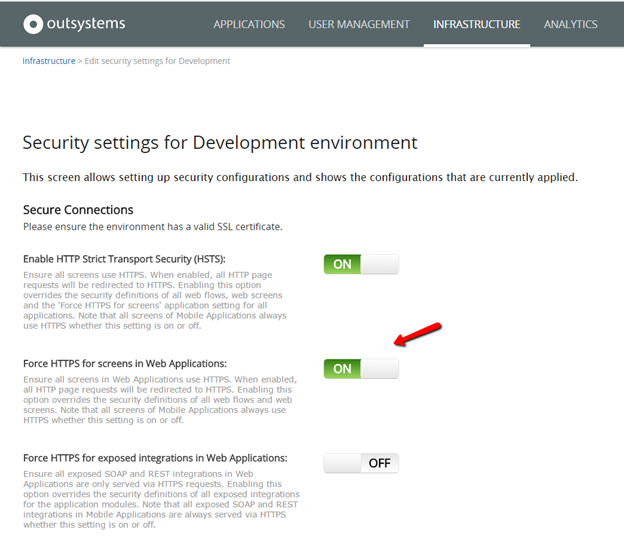 outsystems APPLICATIONS USER MANAGEMENT INFRASTRUCTURE ANALYTICS
Infrastructure > Edit security settings for Development
Security settings for Development environment
This screen allows setting up security configurations and shows the configurations that are currently applied.
Secure Connections
Please ensure the environment has a valid SSL certificate.
Enable HTTP Strict Transport Security (HSTS): ON
Ensure all screens use HTTPS. When enabled, all HTTP page
requests will be redirected to HTTPS. Enabling this option
overrides the security definitions of all web flows, web screens
and the 'Force HTTPS for screens' application setting for all
applications. Note that all screens of Mobile Applications always
use HTTPS whether this setting is on or off.
Force HTTPS for screens in Web Applications: ON
Ensure all screens in Web Applications use HTTPS. When enabled,
all HTTP page requests will be redirected to HTTPS. Enabling this
option overrides the security definitions of all web flows and web
screens. Note that all screens of Mobile Applications always use
HTTPS whether this setting is on or off.
Force HTTPS for exposed integrations in Web Applications: OFF
Ensure all exposed SOAP and REST integrations in Web
Applications are only served via HTTPS requests. Enabling this
option overrides the security definitions of all exposed integrations
for the application modules. Note that all exposed SOAP and REST
integrations in Mobile Applications are always served via HTTPS
whether this setting is on or off.